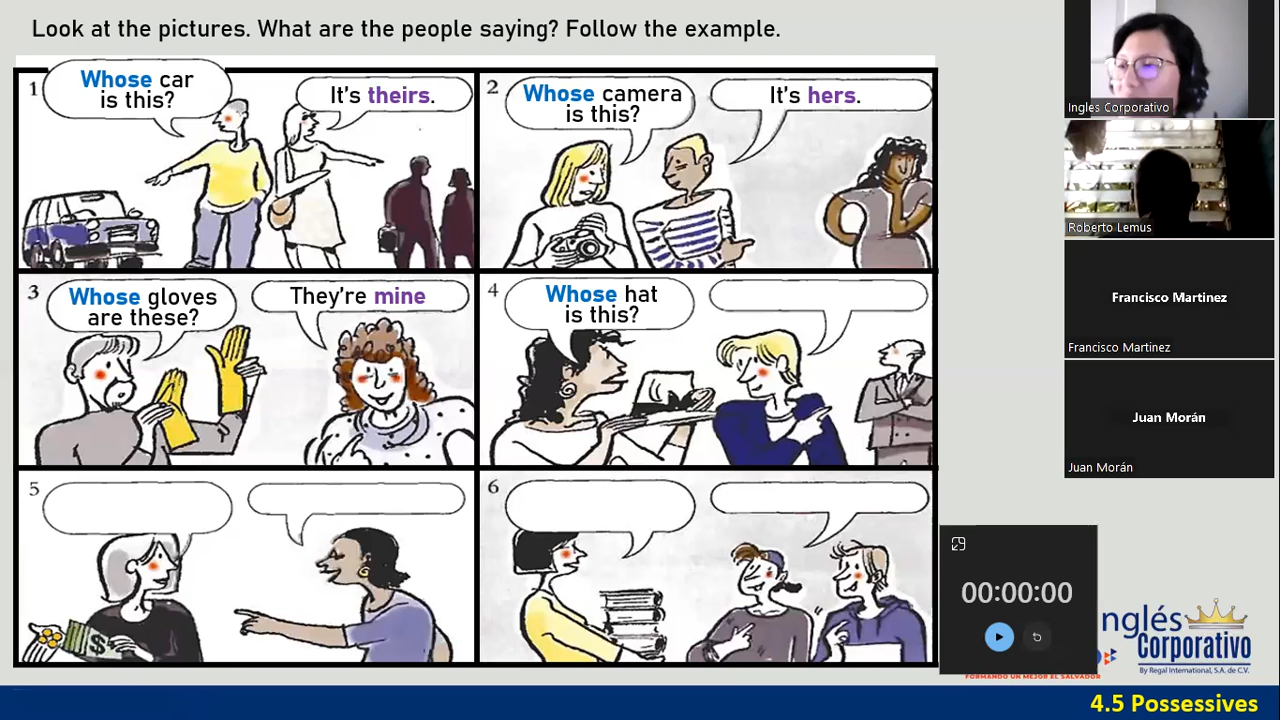 Look at the pictures. What are the people saying? Follow the example.
1
Whose car
is this?
It's theirs.
2
Whose camera
is this?
It's hers.
3
Whose gloves
are these?
They're mine
4
Whose hat
is this?
5
$
6
Ingles Corporativo
Roberto Lemus
Francisco Martinez
Francisco Martinez
Juan Morán
Juan Morán
00:00:00
nglés
Corporativo
By Regal International, S.A. de C.V.
FORMANDO UN MEJOR EL SALVADOR
4.5 Possessives